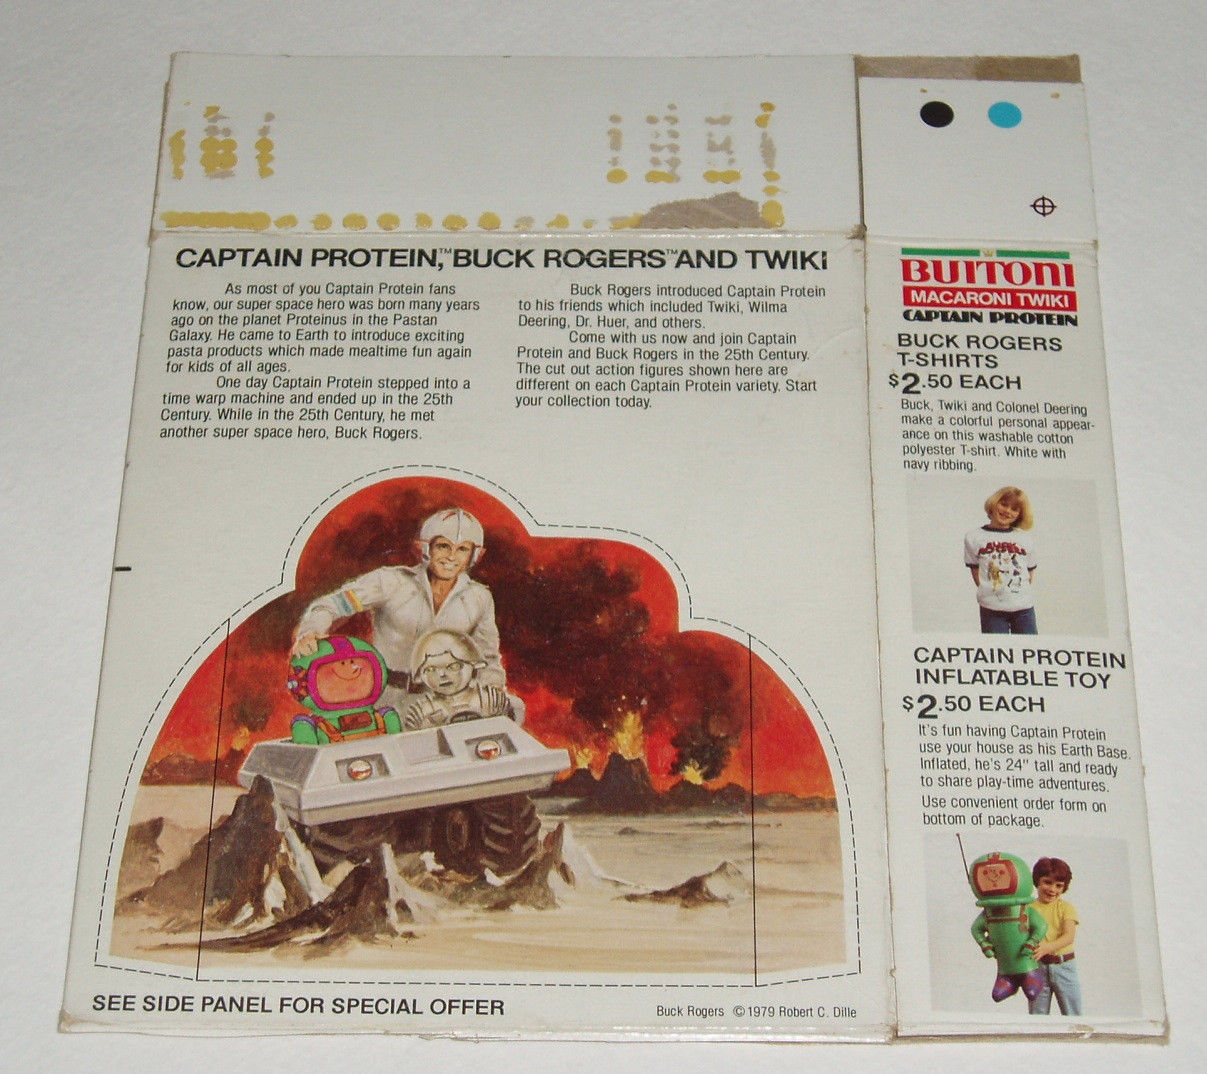 CAPTAIN PROTEIN,™ BUCK ROGERS™ AND TWIKI
As most of you Captain Protein fans
know, our super space hero was born many years
ago on the planet Proteinus in the Pastan
Galaxy. He came to Earth to introduce exciting
pasta products which made mealtime fun again
for kids of all ages.
One day Captain Protein stepped into a
time warp machine and ended up in the 25th
Century. While in the 25th Century, he met
another super space hero, Buck Rogers.
Buck Rogers introduced Captain Protein
to his friends which included Twiki, Wilma
Deering, Dr. Huer, and others.
Come with us now and join Captain
Protein and Buck Rogers in the 25th Century.
The cut out action figures shown here are
different on each Captain Protein variety. Start
your collection today.
SEE SIDE PANEL FOR SPECIAL OFFER
Buck Rogers ©1979 Robert C. Dille
BUITONI
MACARONI TWIKI
CAPTAIN PROTEIN
BUCK ROGERS
T-SHIRTS
$2.50 EACH
Buck, Twiki and Colonel Deering
make a colorful personal appear-
ance on this washable cotton
polyester T-shirt. White with
navy ribbing.
BUCK
ROGERS
CAPTAIN PROTEIN
INFLATABLE TOY
$2.50 EACH
It's fun having Captain Protein
use your house as his Earth Base.
Inflated, he's 24" tall and ready
to share play-time adventures.
Use convenient order form on
bottom of package.